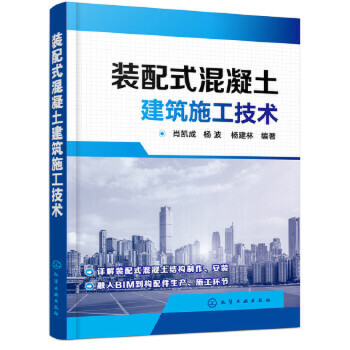 装配式混凝土建筑施工技术
装配式混凝土
建筑施工技术
肖凯成 杨波 杨建林 编著
详解装配式混凝土结构制作、安装
融入BIM到构配件生产、施工环节
化学工业出版社